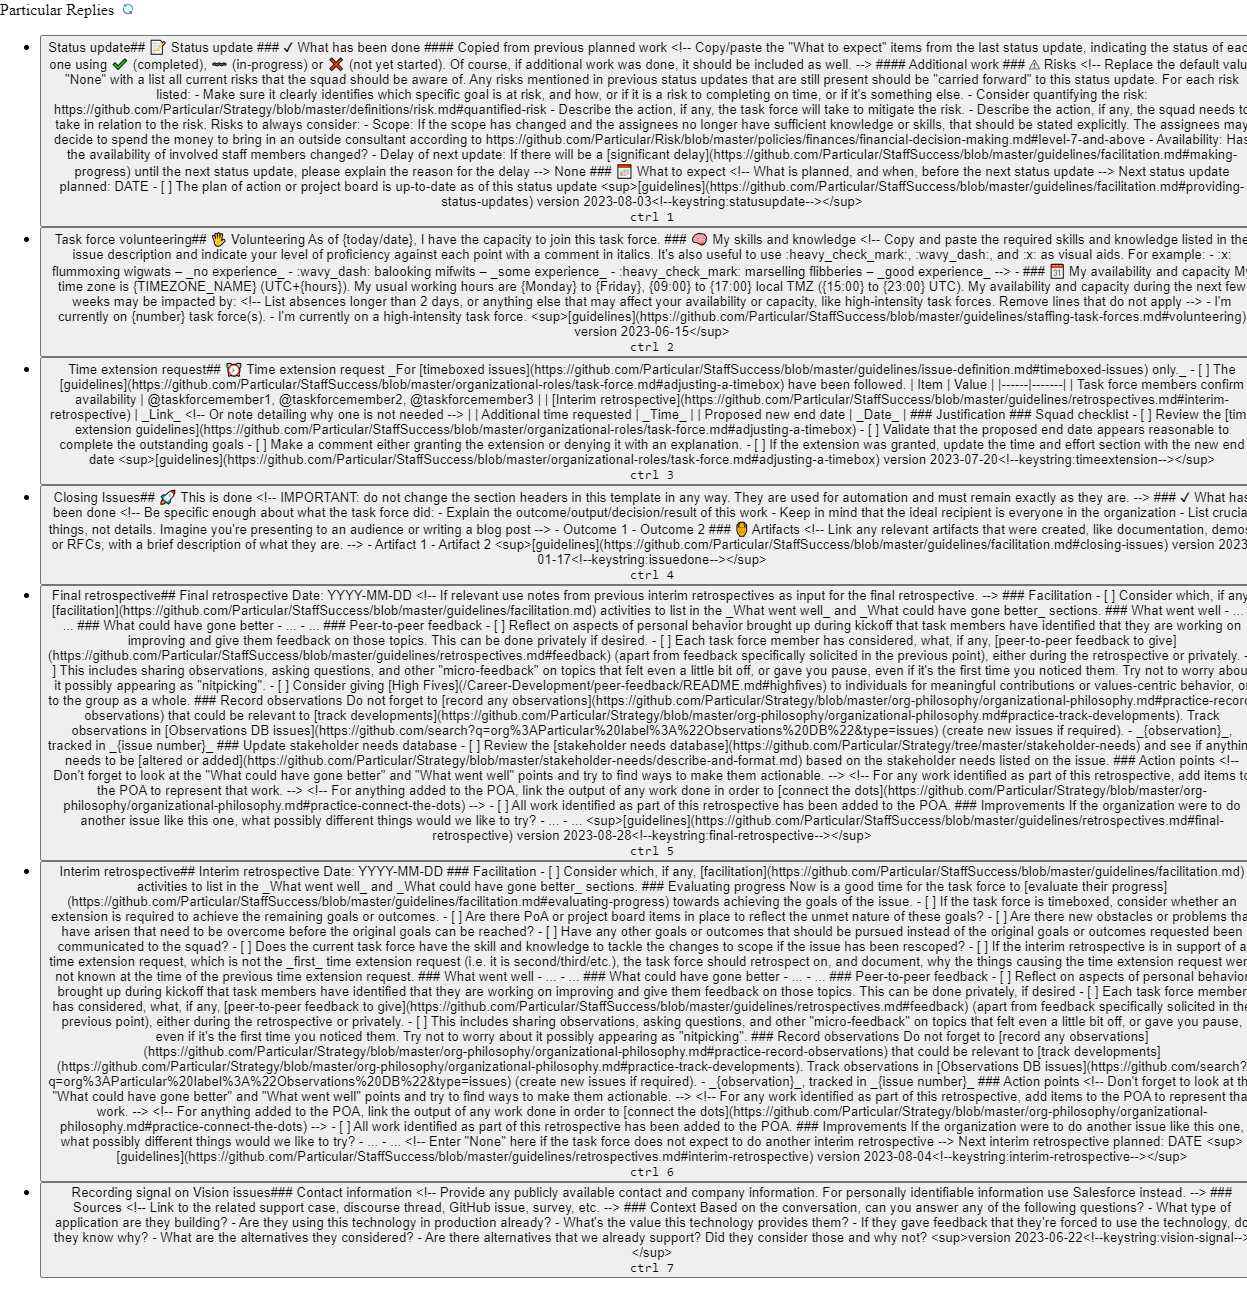 Particular Replies
Status update## 📝 Status update ### ✓ What has been done #### Copied from previous planned work <!-- Copy/paste the "What to expect" items from the last status update, indicating the status of each
one using ✔ (completed), 〰 (in-progress) or ✖ (not yet started). Of course, if additional work was done, it should be included as well. --> #### Additional work ### ⚠ Risks <!-- Replace the default value
"None" with a list all current risks that the squad should be aware of. Any risks mentioned in previous status updates that are still present should be "carried forward" to this status update. For each risk
listed: - Make sure it clearly identifies which specific goal is at risk, and how, or if it is a risk to completing on time, or if it's something else. - Consider quantifying the risk:
https://github.com/Particular/Strategy/blob/master/definitions/risk.md#quantified-risk - Describe the action, if any, the task force will take to mitigate the risk. - Describe the action, if any, the squad needs to
take in relation to the risk. Risks to always consider: - Scope: If the scope has changed and the assignees no longer have sufficient knowledge or skills, that should be stated explicitly. The assignees may
decide to spend the money to bring in an outside consultant according to https://github.com/Particular/Risk/blob/master/policies/finances/financial-decision-making.md#level-7-and-above - Availability: Has
the availability of involved staff members changed? - Delay of next update: If there will be a [significant delay](https://github.com/Particular/StaffSuccess/blob/master/guidelines/facilitation.md#making-
progress) until the next status update, please explain the reason for the delay --> None ### 📅 What to expect <!-- What is planned, and when, before the next status update --> Next status update
planned: DATE - [ ] The plan of action or project board is up-to-date as of this status update <sup>[guidelines](https://github.com/Particular/StaffSuccess/blob/master/guidelines/facilitation.md#providing-
status-updates) version 2023-08-03<!--keystring:statusupdate--></sup>
ctrl 1
Task force volunteering## 🖐 Volunteering As of {today/date}, I have the capacity to join this task force. ### 🧠 My skills and knowledge <!-- Copy and paste the required skills and knowledge listed in the
issue description and indicate your level of proficiency against each point with a comment in italics. It's also useful to use :heavy_check_mark:, :wavy_dash:, and :x: as visual aids. For example: - :x:
flummoxing wigwats – _no experience_ - :wavy_dash: balooking mifwits – _some experience_ - :heavy_check_mark: marselling flibberies – _good experience_ --> - ### 📅 My availability and capacity My
time zone is {TIMEZONE_NAME} (UTC+{hours}). My usual working hours are {Monday} to {Friday}, {09:00} to {17:00} local TMZ ({15:00} to {23:00} UTC). My availability and capacity during the next few
weeks may be impacted by: <!-- List absences longer than 2 days, or anything else that may affect your availability or capacity, like high-intensity task forces. Remove lines that do not apply --> - I'm
currently on {number} task force(s). - I'm currently on a high-intensity task force. <sup>[guidelines](https://github.com/Particular/StaffSuccess/blob/master/guidelines/staffing-task-forces.md#volunteering)
version 2023-06-15</sup>
ctrl 2
Time extension request## ⏰ Time extension request _For [timeboxed issues](https://github.com/Particular/StaffSuccess/blob/master/guidelines/issue-definition.md#timeboxed-issues) only._ - [ ] The
[guidelines](https://github.com/Particular/StaffSuccess/blob/master/organizational-roles/task-force.md#adjusting-a-timebox) have been followed. | Item | Value | |------|-------| | Task force members confirm
availability | @taskforcemember1, @taskforcemember2, @taskforcemember3 | | [Interim retrospective](https://github.com/Particular/StaffSuccess/blob/master/guidelines/retrospectives.md#interim-
retrospective) | _Link_ <!-- Or note detailing why one is not needed --> | | Additional time requested | _Time_ | | Proposed new end date | _Date_ | ### Justification ### Squad checklist - [ ] Review the [time
extension guidelines](https://github.com/Particular/StaffSuccess/blob/master/organizational-roles/task-force.md#adjusting-a-timebox) - [ ] Validate that the proposed end date appears reasonable to
complete the outstanding goals - [ ] Make a comment either granting the extension or denying it with an explanation. - [ ] If the extension was granted, update the time and effort section with the new end
date <sup>[guidelines](https://github.com/Particular/StaffSuccess/blob/master/organizational-roles/task-force.md#adjusting-a-timebox) version 2023-07-20<!--keystring:timeextension--></sup>
ctrl 3
Closing Issues## 🚀 This is done <!-- IMPORTANT: do not change the section headers in this template in any way. They are used for automation and must remain exactly as they are. --> ### ✓ What has
been done <!-- Be specific enough about what the task force did: - Explain the outcome/output/decision/result of this work - Keep in mind that the ideal recipient is everyone in the organization - List crucial
things, not details. Imagine you're presenting to an audience or writing a blog post --> - Outcome 1 - Outcome 2 ### ⚱ Artifacts <!-- Link any relevant artifacts that were created, like documentation, demos
or RFCs, with a brief description of what they are. --> - Artifact 1 - Artifact 2 <sup>[guidelines](https://github.com/Particular/StaffSuccess/blob/master/guidelines/facilitation.md#closing-issues) version 2023-
01-17<!--keystring:issuedone--></sup>
ctrl 4
Final retrospective## Final retrospective Date: YYYY-MM-DD <!-- If relevant use notes from previous interim retrospectives as input for the final retrospective. --> ### Facilitation - [ ] Consider which, if any,
[facilitation](https://github.com/Particular/StaffSuccess/blob/master/guidelines/facilitation.md) activities to list in the _What went well_ and _What could have gone better_ sections. ### What went well - ... -
... ### What could have gone better - ... - ... ### Peer-to-peer feedback - [ ] Reflect on aspects of personal behavior brought up during kickoff that task members have identified that they are working on
improving and give them feedback on those topics. This can be done privately if desired. - [ ] Each task force member has considered, what, if any, [peer-to-peer feedback to give]
(https://github.com/Particular/StaffSuccess/blob/master/guidelines/retrospectives.md#feedback) (apart from feedback specifically solicited in the previous point), either during the retrospective or privately. - [
] This includes sharing observations, asking questions, and other "micro-feedback" on topics that felt even a little bit off, or gave you pause, even if it's the first time you noticed them. Try not to worry about
it possibly appearing as "nitpicking". - [ ] Consider giving [High Fives](/Career-Development/peer-feedback/README.md#highfives) to individuals for meaningful contributions or values-centric behavior, or
to the group as a whole. ### Record observations Do not forget to [record any observations](https://github.com/Particular/Strategy/blob/master/org-philosophy/organizational-philosophy.md#practice-record-
observations) that could be relevant to [track developments](https://github.com/Particular/Strategy/blob/master/org-philosophy/organizational-philosophy.md#practice-track-developments). Track
observations in [Observations DB issues](https://github.com/search?q=org%3AParticular%20label%3A%22Observations%20DB%22&type=issues) (create new issues if required). - _{observation}_,
tracked in _{issue number}_ ### Update stakeholder needs database - [ ] Review the [stakeholder needs database](https://github.com/Particular/Strategy/tree/master/stakeholder-needs) and see if anything
needs to be [altered or added](https://github.com/Particular/Strategy/blob/master/stakeholder-needs/describe-and-format.md) based on the stakeholder needs listed on the issue. ### Action points <!--
Don't forget to look at the "What could have gone better" and "What went well" points and try to find ways to make them actionable. --> <!-- For any work identified as part of this retrospective, add items to
the POA to represent that work. --> <!-- For anything added to the POA, link the output of any work done in order to [connect the dots](https://github.com/Particular/Strategy/blob/master/org-
philosophy/organizational-philosophy.md#practice-connect-the-dots) --> - [ ] All work identified as part of this retrospective has been added to the POA. ### Improvements If the organization were to do
another issue like this one, what possibly different things would we like to try? - ... - ... <sup>[guidelines](https://github.com/Particular/StaffSuccess/blob/master/guidelines/retrospectives.md#final-
retrospective) version 2023-08-28<!--keystring:final-retrospective--></sup>
ctrl 5
Interim retrospective## Interim retrospective Date: YYYY-MM-DD ### Facilitation - [ ] Consider which, if any, [facilitation](https://github.com/Particular/StaffSuccess/blob/master/guidelines/facilitation.md)
activities to list in the _What went well_ and _What could have gone better_ sections. ### Evaluating progress Now is a good time for the task force to [evaluate their progress]
(https://github.com/Particular/StaffSuccess/blob/master/guidelines/facilitation.md#evaluating-progress) towards achieving the goals of the issue. - [ ] If the task force is timeboxed, consider whether an
extension is required to achieve the remaining goals or outcomes. - [ ] Are there PoA or project board items in place to reflect the unmet nature of these goals? - [ ] Are there new obstacles or problems that
have arisen that need to be overcome before the original goals can be reached? - [ ] Have any other goals or outcomes that should be pursued instead of the original goals or outcomes requested been
communicated to the squad? - [ ] Does the current task force have the skill and knowledge to tackle the changes to scope if the issue has been rescoped? - [ ] If the interim retrospective is in support of a
time extension request, which is not the _first_ time extension request (i.e. it is second/third/etc.), the task force should retrospect on, and document, why the things causing the time extension request were
not known at the time of the previous time extension request. ### What went well - ... - ... ### What could have gone better - ... - ... ### Peer-to-peer feedback - [ ] Reflect on aspects of personal behavior
brought up during kickoff that task members have identified that they are working on improving and give them feedback on those topics. This can be done privately, if desired - [ ] Each task force member
has considered, what, if any, [peer-to-peer feedback to give](https://github.com/Particular/StaffSuccess/blob/master/guidelines/retrospectives.md#feedback) (apart from feedback specifically solicited in the
previous point), either during the retrospective or privately. - [ ] This includes sharing observations, asking questions, and other "micro-feedback" on topics that felt even a little bit off, or gave you pause,
even if it's the first time you noticed them. Try not to worry about it possibly appearing as "nitpicking". ### Record observations Do not forget to [record any observations]
(https://github.com/Particular/Strategy/blob/master/org-philosophy/organizational-philosophy.md#practice-record-observations) that could be relevant to [track developments]
(https://github.com/Particular/Strategy/blob/master/org-philosophy/organizational-philosophy.md#practice-track-developments). Track observations in [Observations DB issues](https://github.com/search?
q=org%3AParticular%20label%3A%22Observations%20DB%22&type=issues) (create new issues if required). - _{observation}_, tracked in _{issue number}_ ### Action points <!-- Don't forget to look at the
"What could have gone better" and "What went well" points and try to find ways to make them actionable. --> <!-- For any work identified as part of this retrospective, add items to the POA to represent that
work. --> <!-- For anything added to the POA, link the output of any work done in order to [connect the dots](https://github.com/Particular/Strategy/blob/master/org-philosophy/organizational-
philosophy.md#practice-connect-the-dots) --> - [ ] All work identified as part of this retrospective has been added to the POA. ### Improvements If the organization were to do another issue like this one,
what possibly different things would we like to try? - ... - ... <!-- Enter "None" here if the task force does not expect to do another interim retrospective --> Next interim retrospective planned: DATE <sup>
[guidelines](https://github.com/Particular/StaffSuccess/blob/master/guidelines/retrospectives.md#interim-retrospective) version 2023-08-04<!--keystring:interim-retrospective--></sup>
ctrl 6
Recording signal on Vision issues### Contact information <!-- Provide any publicly available contact and company information. For personally identifiable information use Salesforce instead. --> ###
Sources <!-- Link to the related support case, discourse thread, GitHub issue, survey, etc. --> ### Context Based on the conversation, can you answer any of the following questions? - What type of
application are they building? - Are they using this technology in production already? - What's the value this technology provides them? - If they gave feedback that they're forced to use the technology, do
they know why? - What are the alternatives they considered? - Are there alternatives that we already support? Did they consider those and why not? <sup>version 2023-06-22<!--keystring:vision-signal-->
</sup>
ctrl 7